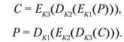 C = E_{K3}(D_{K2}(E_{K1}(P))),
P = D_{K1}(E_{K2}(D_{K3}(C))).